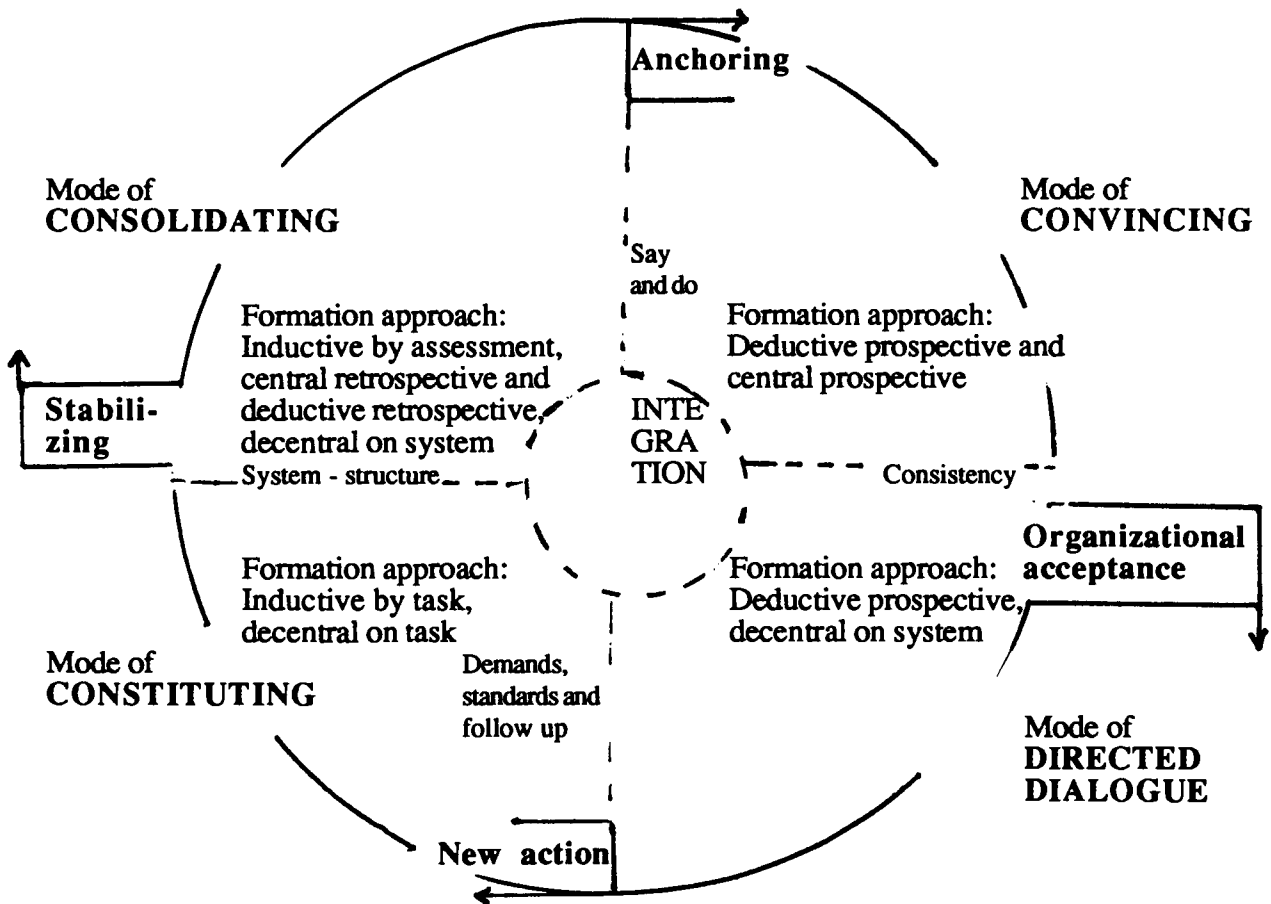 Anchoring
Mode of
CONSOLIDATING
Mode of
CONVINCING
Say
and do
Formation approach:
Inductive by assessment,
central retrospective and
deductive retrospective,
decentral on system
Formation approach:
Deductive prospective and
central prospective
Stabili-
zing
INTE
GRA
TION
System - structure
Consistency
Organizational
acceptance
Formation approach:
Inductive by task,
decentral on task
Formation approach:
Deductive prospective,
decentral on system
Mode of
CONSTITUTING
Demands,
standards and
follow up
Mode of
DIRECTED
DIALOGUE
New action